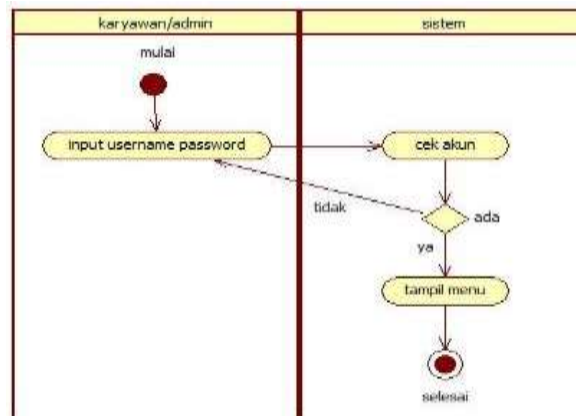 karyawan/admin
sistem
mulai
input username password
cek akun
tidak
ada
ya
tampil menu
selesai